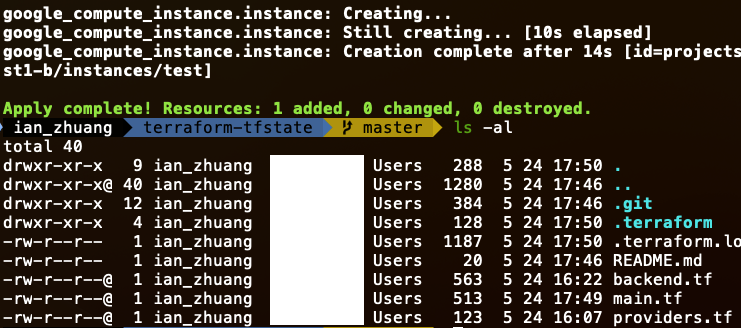 google_compute_instance.instance: Creating...
google_compute_instance.instance: Still creating... [10s elapsed]
google_compute_instance.instance: Creation complete after 14s [id=projects
st1-b/instances/test]
Apply complete! Resources: 1 added, 0 changed, 0 destroyed.
ian_zhuang terraform-tfstate master ls -al
total 40
drwxr-xr-x 9 ian_zhuang Users 288 5 24 17:50 .
drwxr-xr-x@ 40 ian_zhuang Users 1280 5 24 17:46 ..
drwxr-xr-x 12 ian_zhuang Users 384 5 24 17:46 .git
drwxr-xr-x 4 ian_zhuang Users 128 5 24 17:50 .terraform
-rw-r--r-- 1 ian_zhuang Users 1187 5 24 17:50 .terraform.lo
-rw-r--r-- 1 ian_zhuang Users 20 5 24 17:46 README.md
-rw-r--r--@ 1 ian_zhuang Users 563 5 24 16:22 backend.tf
-rw-r--r--@ 1 ian_zhuang Users 513 5 24 17:49 main.tf
-rw-r--r--@ 1 ian_zhuang Users 123 5 24 16:07 providers.tf